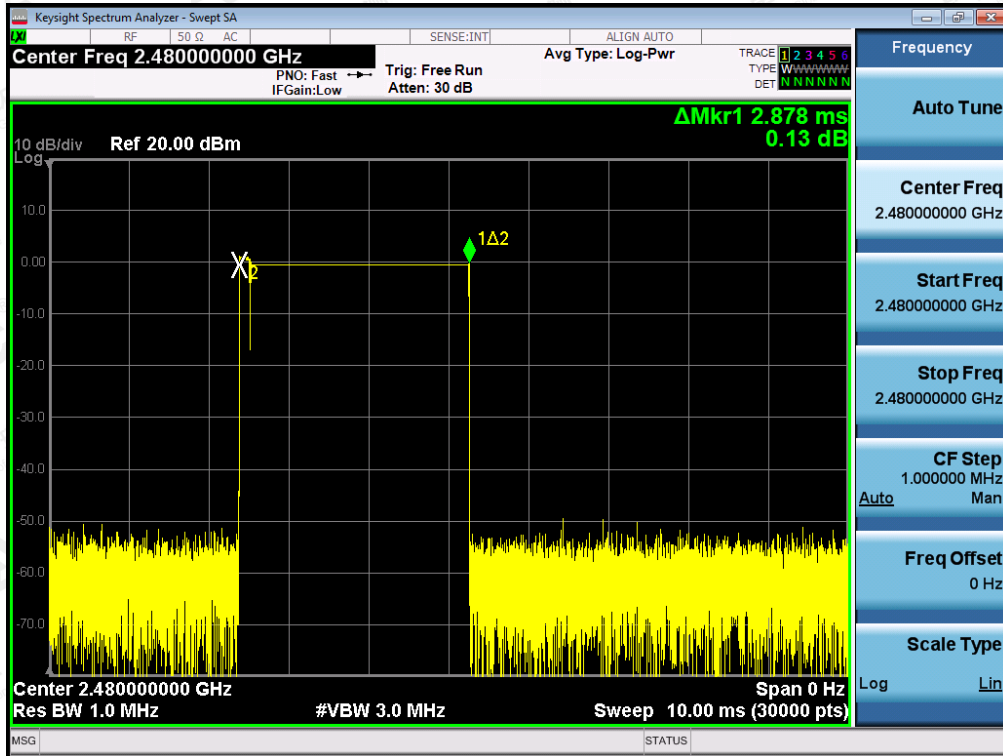 Keysight Spectrum Analyzer - Swept SA
LXI RF 50 Ω AC SENSE:INT ALIGN AUTO
Center Freq 2.480000000 GHz
PNO: Fast
IFGain:Low
Trig: Free Run
Atten: 30 dB
Avg Type: Log-Pwr
TRACE 1 2 3 4 5 6
TYPE WWWWWW
DET N N N N N N
ΔMkr1 2.878 ms
0.13 dB
10 dB/div Ref 20.00 dBm
Log
10.0
0.00
-10.0
-20.0
-30.0
-40.0
-50.0
-60.0
-70.0
X
2
1Δ2
Center 2.480000000 GHz Span 0 Hz
Res BW 1.0 MHz #VBW 3.0 MHz Sweep 10.00 ms (30000 pts)
MSG STATUS
Frequency
Auto Tune
Center Freq
2.480000000 GHz
Start Freq
2.480000000 GHz
Stop Freq
2.480000000 GHz
CF Step
1.000000 MHz
Auto Man
Freq Offset
0 Hz
Scale Type
Log Lin